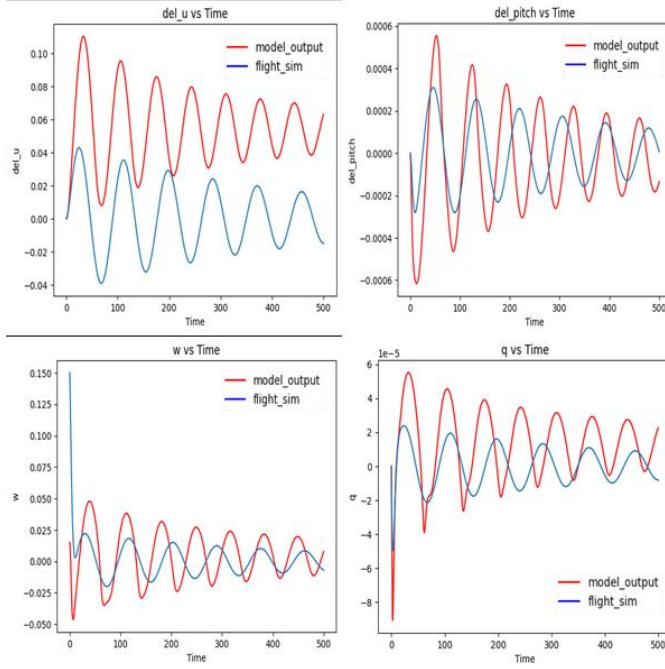 del_u vs Time
model_output
flight_sim
0.10
0.08
0.06
0.04
0.02
0.00
−0.02
−0.04
del_u
0
100
200
300
400
500
Time
del_pitch vs Time
model_output
flight_sim
0.0006
0.0004
0.0002
0.0000
−0.0002
−0.0004
−0.0006
del_pitch
0
100
200
300
400
500
Time
w vs Time
model_output
flight_sim
0.150
0.125
0.100
0.075
0.050
0.025
0.000
−0.025
−0.050
w
0
100
200
300
400
500
Time
q vs Time
1e−5
6
4
2
0
−2
−4
−6
−8
q
model_output
flight_sim
0
100
200
300
400
500
Time